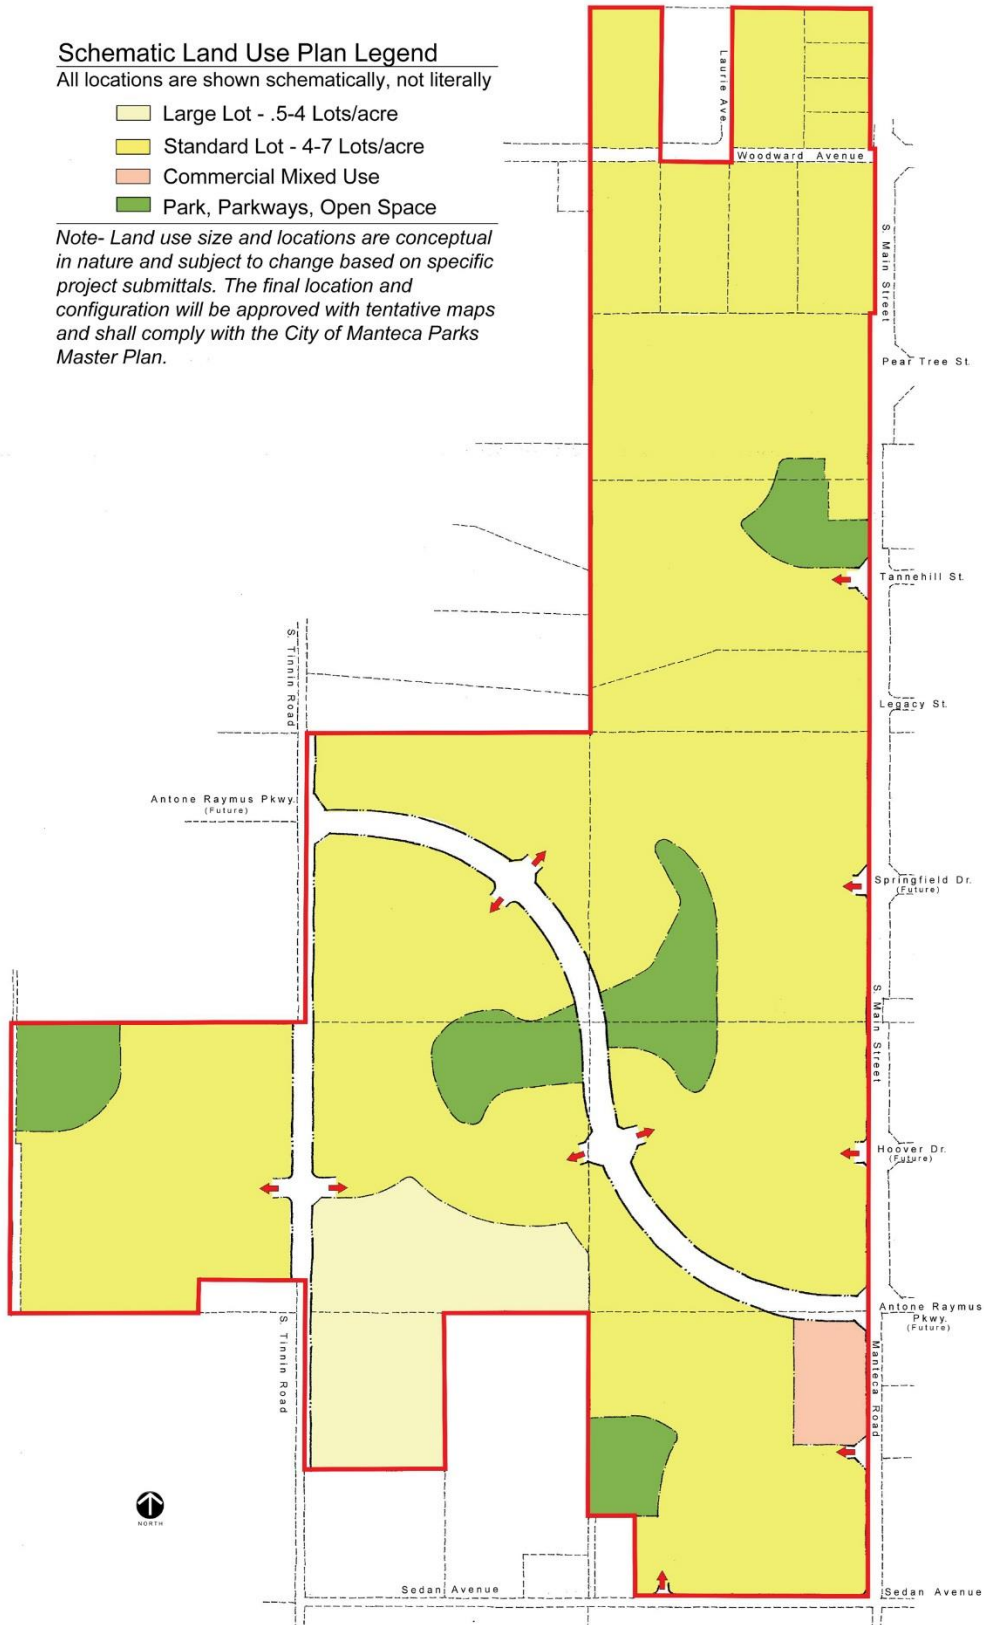 Schematic Land Use Plan Legend
All locations are shown schematically, not literally
Large Lot - .5-4 Lots/acre
Standard Lot - 4-7 Lots/acre
Commercial Mixed Use
Park, Parkways, Open Space
Note- Land use size and locations are conceptual
in nature and subject to change based on specific
project submittals. The final location and
configuration will be approved with tentative maps
and shall comply with the City of Manteca Parks
Master Plan.
Laurie Ave.
Woodward Avenue
S. Main Street
Pear Tree St.
Tannehill St.
S. Tinnin Road
Legacy St.
Antone Raymus Pkwy.
(Future)
Springfield Dr.
(Future)
S. Main Street
Hoover Dr.
(Future)
Antone Raymus
Pkwy.
(Future)
S. Tinnin Road
Manteca Road
NORTH
Sedan Avenue
Sedan Avenue